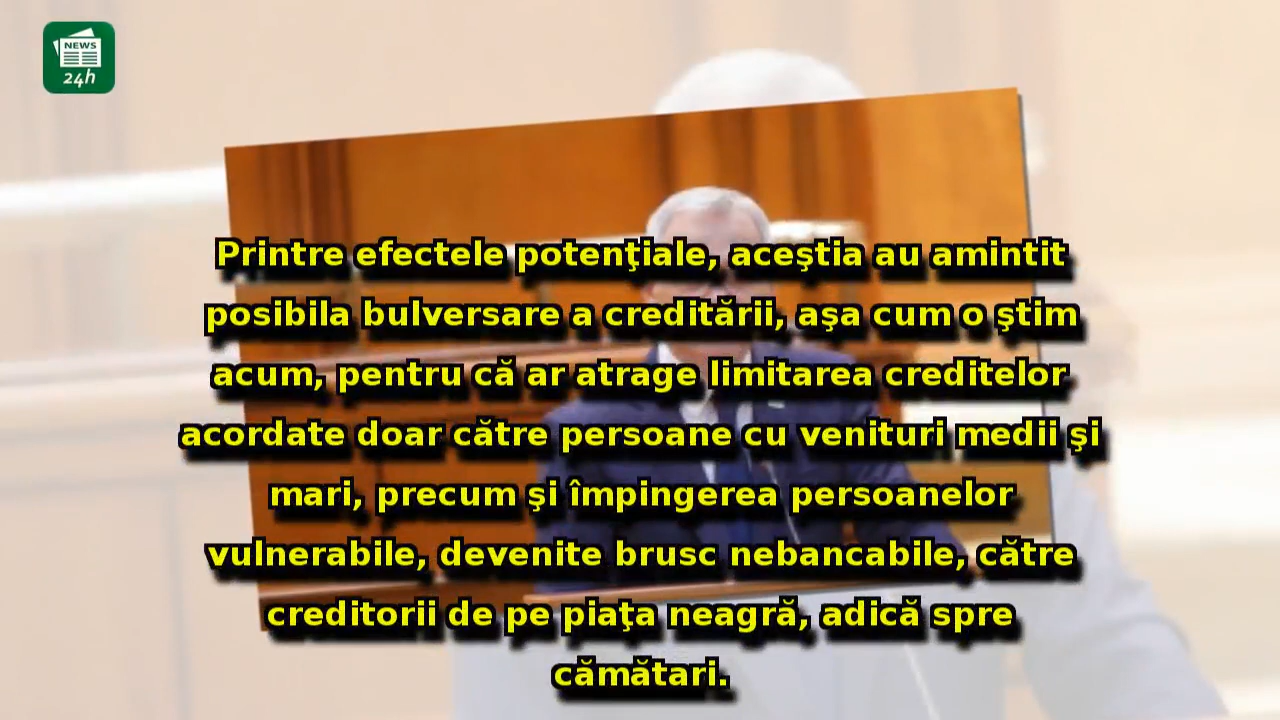 NEWS
24h
Printre efectele potenţiale, aceştia au amintit
posibila bulversare a creditării, aşa cum o ştim
acum, pentru că ar atrage limitarea creditelor
acordate doar către persoane cu venituri medii şi
mari, precum şi împingerea persoanelor
vulnerabile, devenite brusc nebancabile, către
creditorii de pe piaţa neagră, adică spre
cămătari.